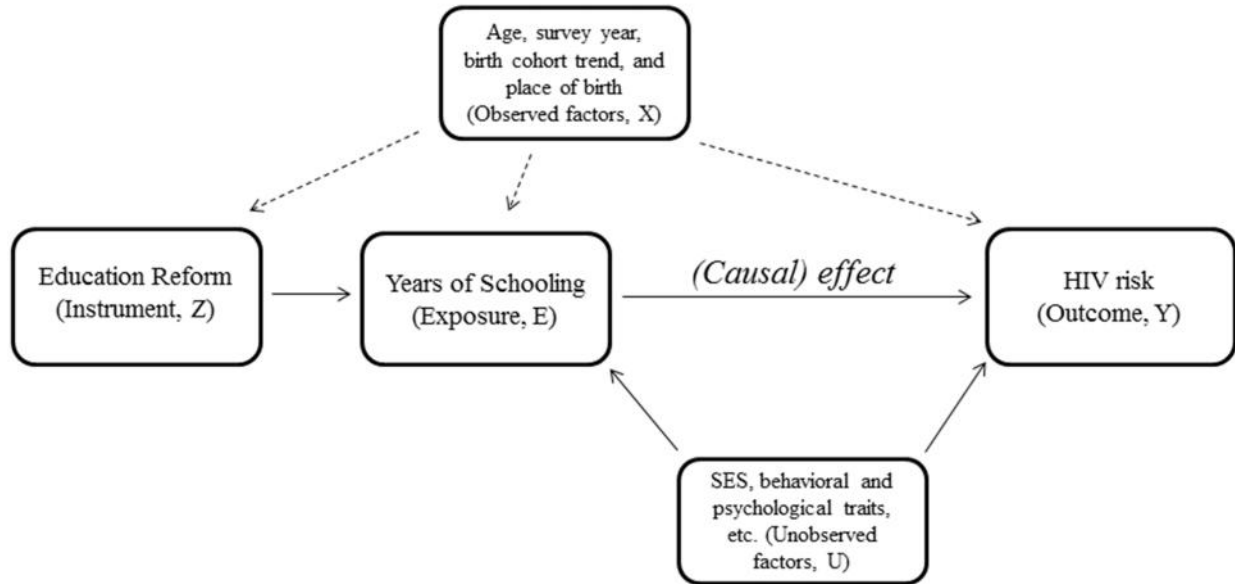 Age, survey year,
birth cohort trend, and
place of birth
(Observed factors, X)
Education Reform
(Instrument, Z)
Years of Schooling
(Exposure, E)
(Causal) effect
HIV risk
(Outcome, Y)
SES, behavioral and
psychological traits,
etc. (Unobserved
factors, U)